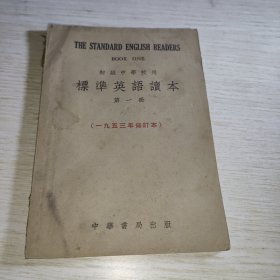 THE STANDARD ENGLISH READERS
BOOK ONE
初級中學校用
標準英語讀本
第一冊
(一九五三年修訂本)
中華書局出版